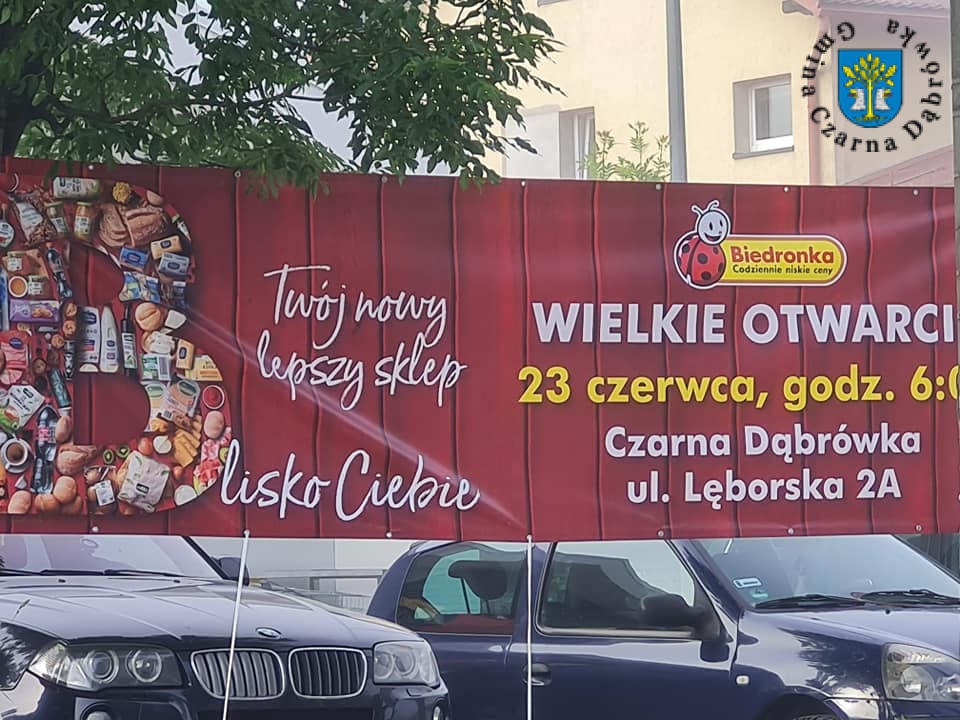 Gmina Czarna Dąbrówka
Biedronka
Codziennie niskie ceny
Twój nowy
lepszy sklep
Blisko Ciebie
WIELKIE OTWARCI
23 czerwca, godz. 6:0
Czarna Dąbrówka
ul. Lęborska 2A